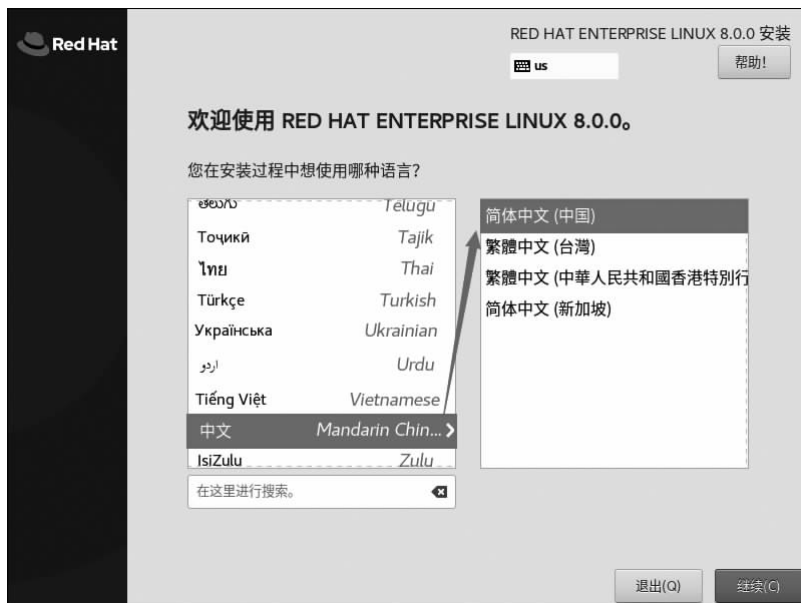 Red Hat
RED HAT ENTERPRISE LINUX 8.0.0 安装
us
帮助!
欢迎使用 RED HAT ENTERPRISE LINUX 8.0.0。
您在安装过程中想使用哪种语言?
తెలుగు Telugu
Тоҷикӣ Tajik
ไทย Thai
Türkçe Turkish
Українська Ukrainian
اردو Urdu
Tiếng Việt Vietnamese
中文 Mandarin Chin...
IsiZulu Zulu
在这里进行搜索。
简体中文 (中国)
繁體中文 (台灣)
繁體中文 (中華人民共和國香港特別行
简体中文 (新加坡)
退出(Q)
继续(C)